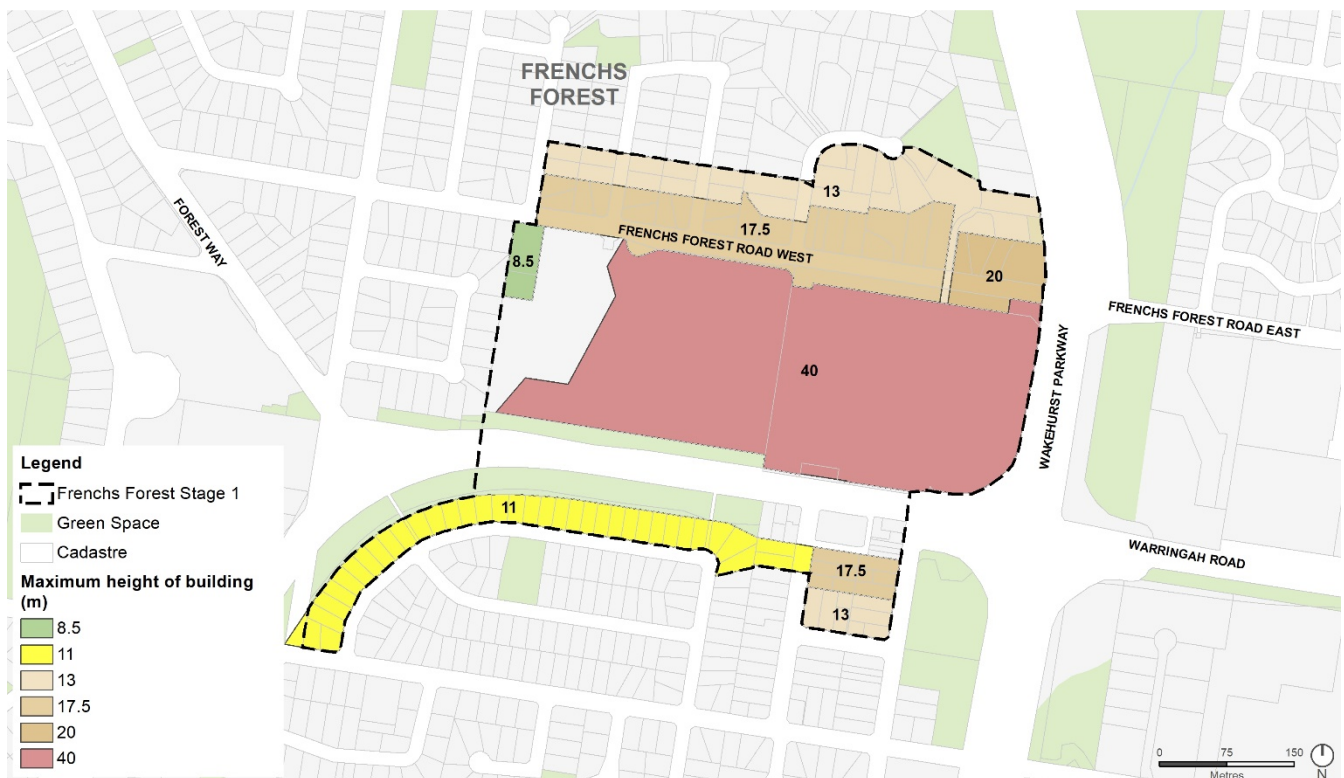 FRENCHS
FOREST
FOREST WAY
13
17.5
FRENCHS FOREST ROAD WEST
8.5
20
FRENCHS FOREST ROAD EAST
40
WAKEHURST PARKWAY
11
WARRINGAH ROAD
17.5
13
Legend
Frenchs Forest Stage 1
Green Space
Cadastre
Maximum height of building
(m)
8.5
11
13
17.5
20
40
0 75 150
Metres
N